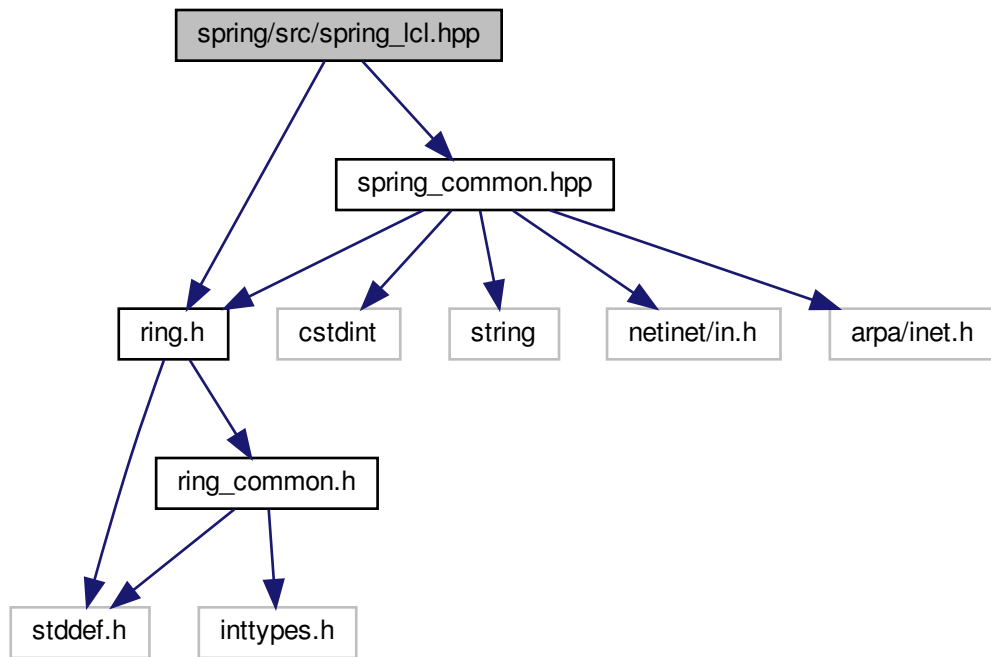 spring/src/spring_lcl.hpp
spring_common.hpp
ring.h
cstdint
string
netinet/in.h
arpa/inet.h
ring_common.h
stddef.h
inttypes.h